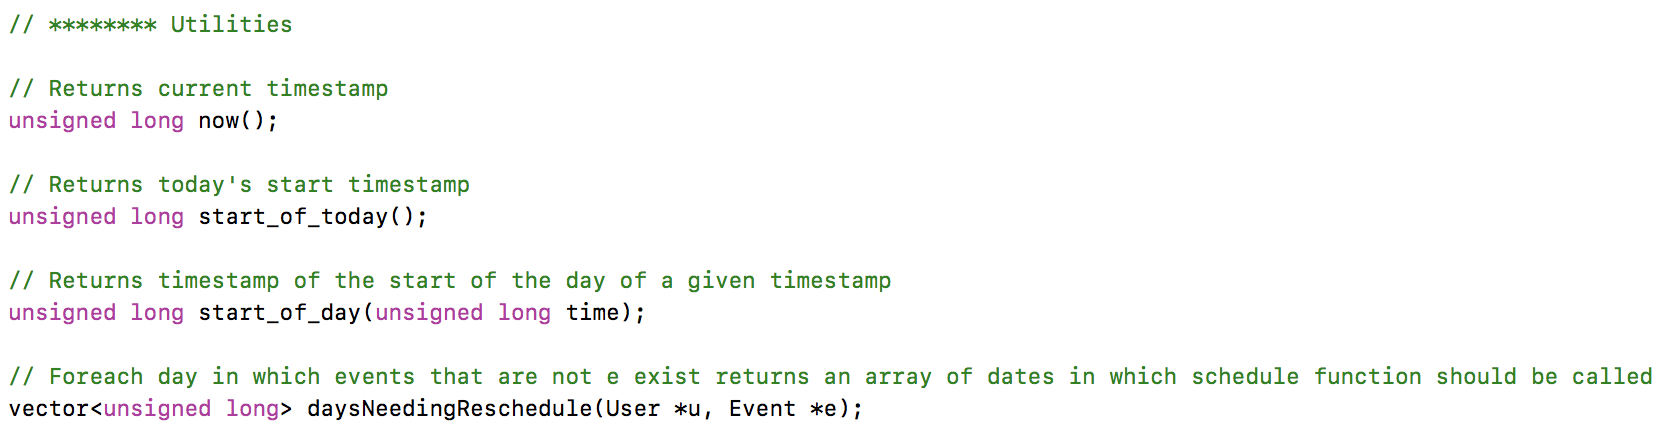 // ******** Utilities
// Returns current timestamp
unsigned long now();
// Returns today's start timestamp
unsigned long start_of_today();
// Returns timestamp of the start of the day of a given timestamp
unsigned long start_of_day(unsigned long time);
// Foreach day in which events that are not e exist returns an array of dates in which schedule function should be called
vector<unsigned long> daysNeedingReschedule(User *u, Event *e);